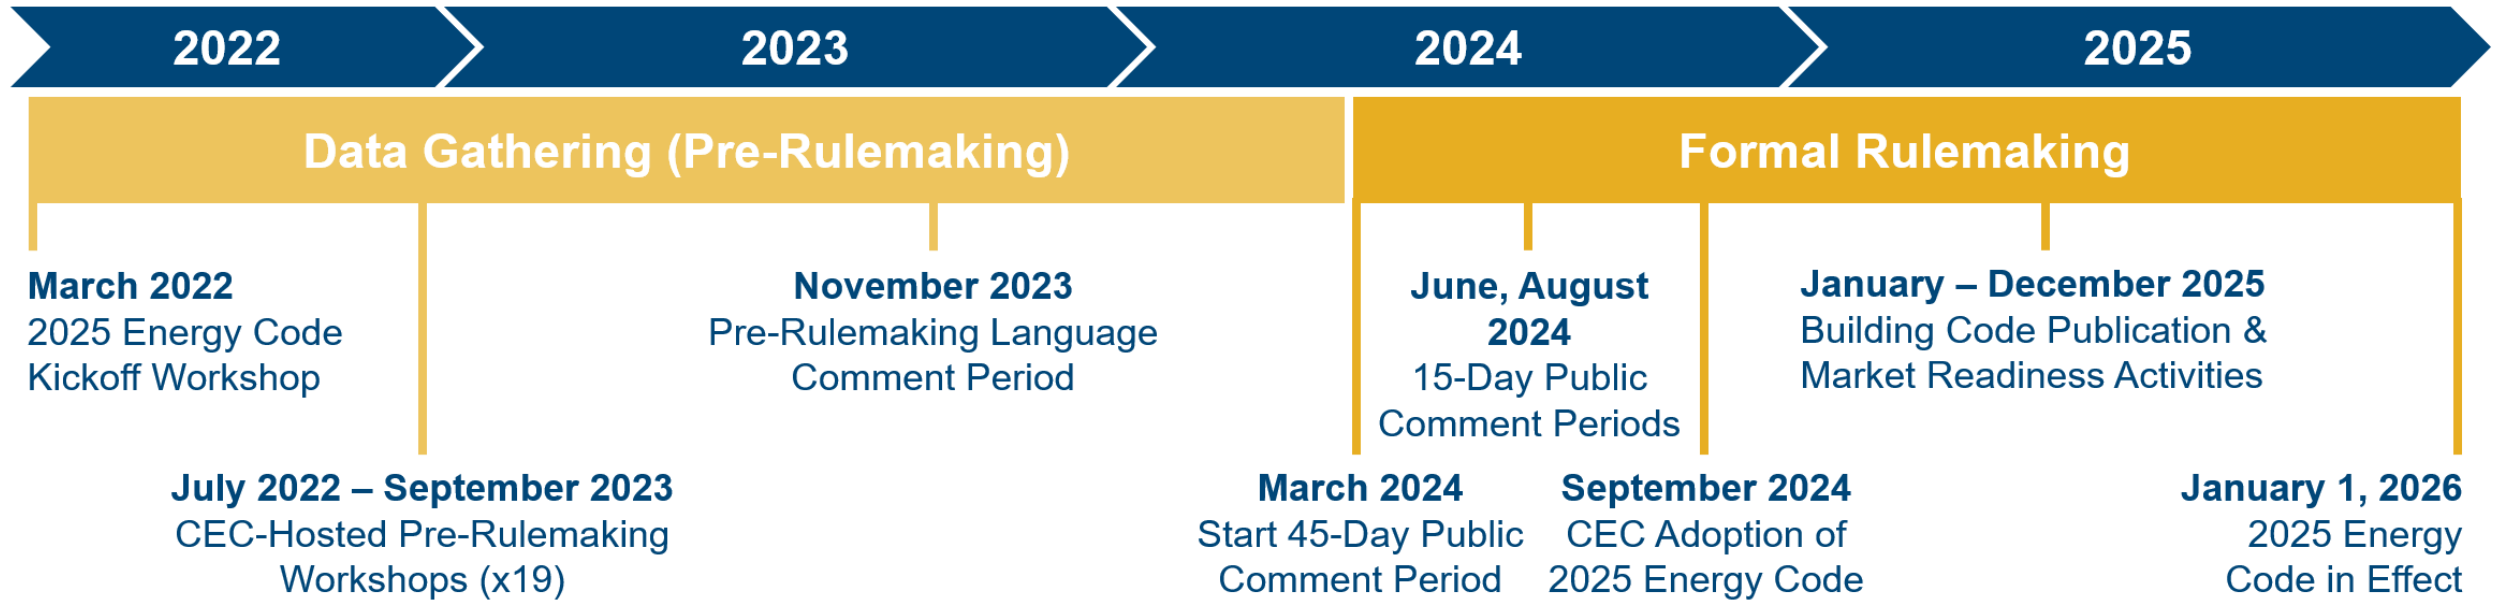 2022
2023
2024
2025
Data Gathering (Pre-Rulemaking)
Formal Rulemaking
March 2022
2025 Energy Code
Kickoff Workshop
July 2022 – September 2023
CEC-Hosted Pre-Rulemaking
Workshops (x19)
November 2023
Pre-Rulemaking Language
Comment Period
March 2024
Start 45-Day Public
Comment Period
June, August
2024
15-Day Public
Comment Periods
September 2024
CEC Adoption of
2025 Energy Code
January – December 2025
Building Code Publication &
Market Readiness Activities
January 1, 2026
2025 Energy
Code in Effect